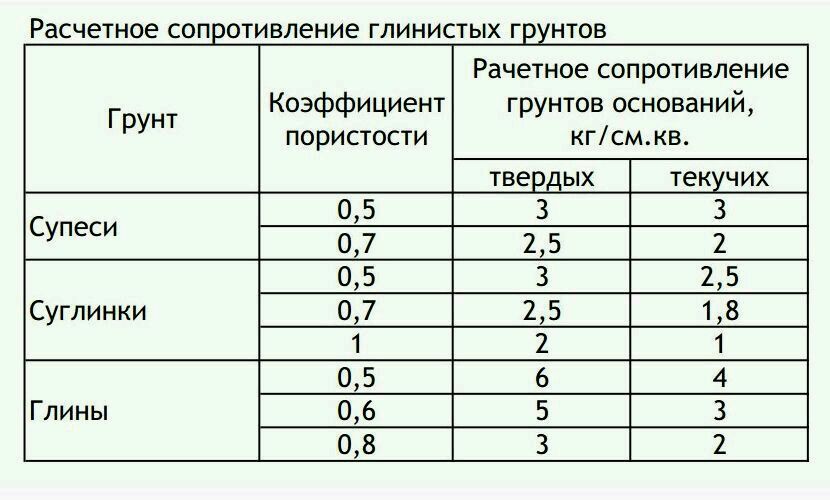 Расчетное сопротивление глинистых грунтов
Грунт
Коэффициент
пористости
Рачетное сопротивление
грунтов оснований,
кг/см.кв.
твердых текучих
Супеси 0,5 3 3
0,7 2,5 2
Суглинки 0,5 3 2,5
0,7 2,5 1,8
1 2 1
Глины 0,5 6 4
0,6 5 3
0,8 3 2